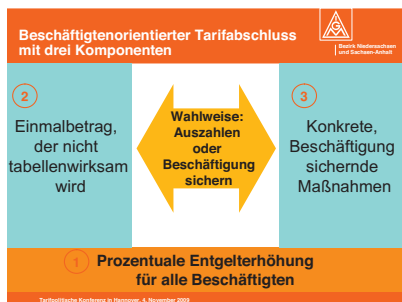 Beschäftigtenorientierter Tarifabschluss
mit drei Komponenten
IG
Bezirk Niedersachsen
und Sachsen-Anhalt
2
Einmalbetrag,
der nicht
tabellenwirksam
wird
Wahlweise:
Auszahlen
oder
Beschäftigung
sichern
3
Konkrete,
Beschäftigung
sichernde
Maßnahmen
1 Prozentuale Entgelterhöhung
für alle Beschäftigten
Tarifpolitische Konferenz in Hannover, 4. November 2009